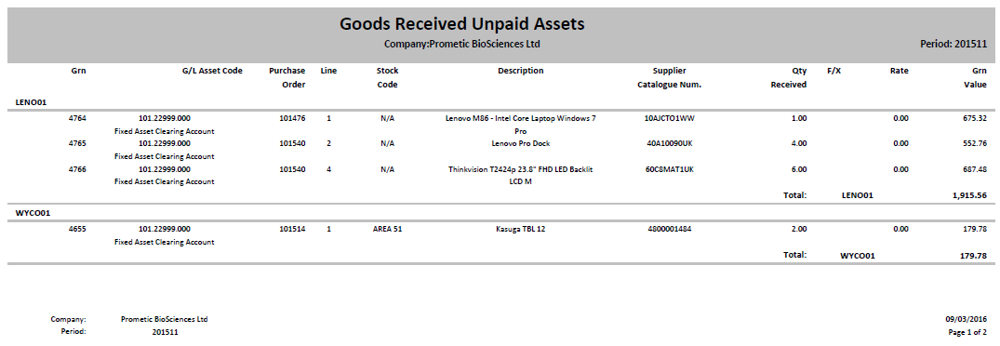 Goods Received Unpaid Assets
Company:Prometic BioSciences Ltd Period: 201511
Grn G/L Asset Code Purchase Line Stock Description Supplier Qty F/X Rate Grn
Order Code Catalogue Num. Received Value
LENO01
4764 101.22999.000 101476 1 N/A Lenovo M86 - Intel Core Laptop Windows 7 10AJCTO1WW 1.00 0.00 675.32
Fixed Asset Clearing Account Pro
4765 101.22999.000 101540 2 N/A Lenovo Pro Dock 40A10090UK 4.00 0.00 552.76
Fixed Asset Clearing Account
4766 101.22999.000 101540 4 N/A Thinkvision T2424p 23.8" FHD LED Backlit 60C8MAT1UK 6.00 0.00 687.48
Fixed Asset Clearing Account LCD M
Total: LENO01 1,915.56
WYCO01
4655 101.22999.000 101514 1 AREA 51 Kasuga TBL 12 4800001484 2.00 0.00 179.78
Fixed Asset Clearing Account
Total: WYCO01 179.78
Company: Prometic BioSciences Ltd 09/03/2016
Period: 201511 Page 1 of 2